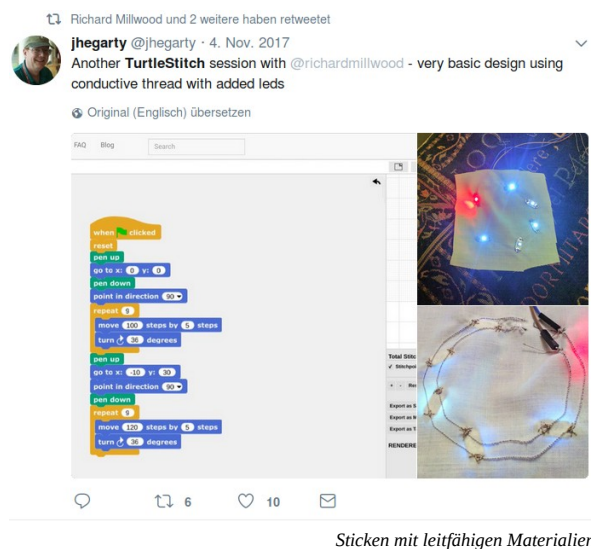 Richard Millwood und 2 weitere haben retweetet
jhegarty @jhegarty · 4. Nov. 2017
Another TurtleStitch session with @richardmillwood - very basic design using
conductive thread with added leds
Original (Englisch) übersetzen
FAQ Blog Search
when clicked
reset
pen up
go to x: 0 y: 0
pen down
point in direction 90
repeat 9
move 100 steps by 5 steps
turn 36 degrees
pen up
go to x: -10 y: 30
point in direction 90
pen down
repeat 9
move 120 steps by 5 steps
turn 36 degrees
Total Stitc
Stitchpoi
+ - Re
Export as S
Export as
Export as T
RENDERE
6 10
Sticken mit leitfähigen Materialien